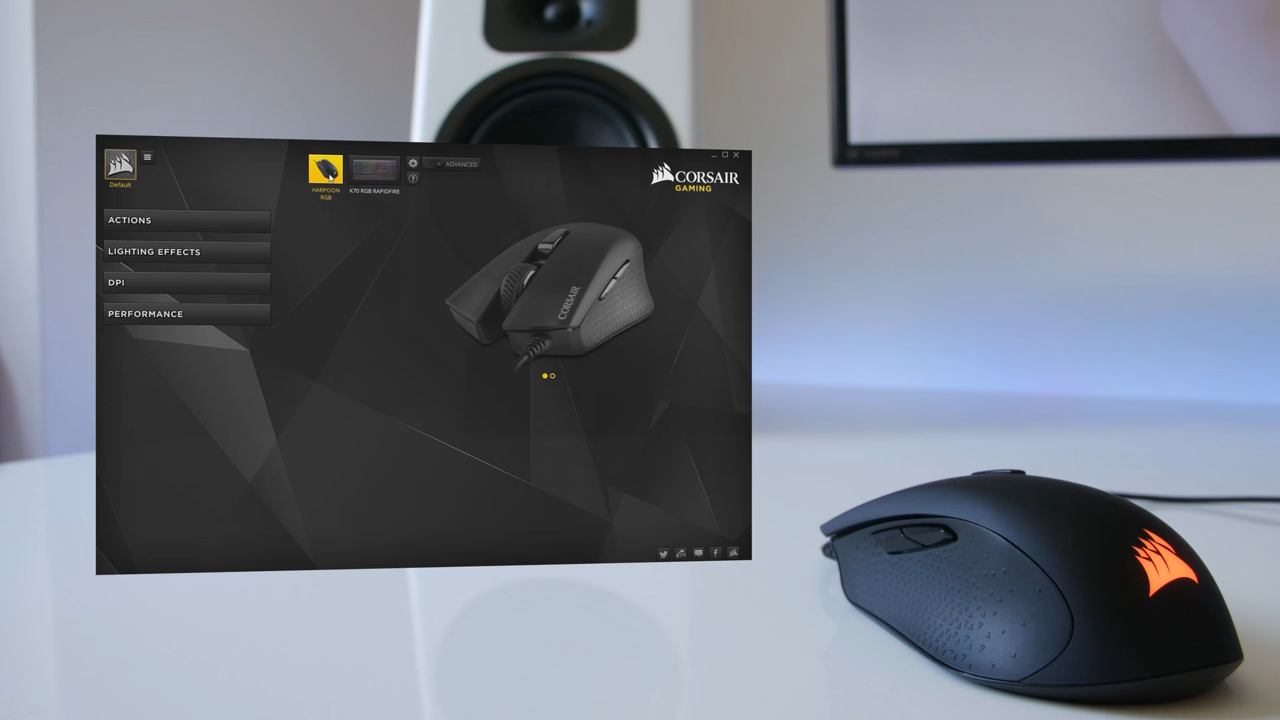 Default
HARPOON
RGB
K70 RGB RAPIDFIRE
ADVANCED
CORSAIR
GAMING
ACTIONS
LIGHTING EFFECTS
DPI
PERFORMANCE
CORSAIR